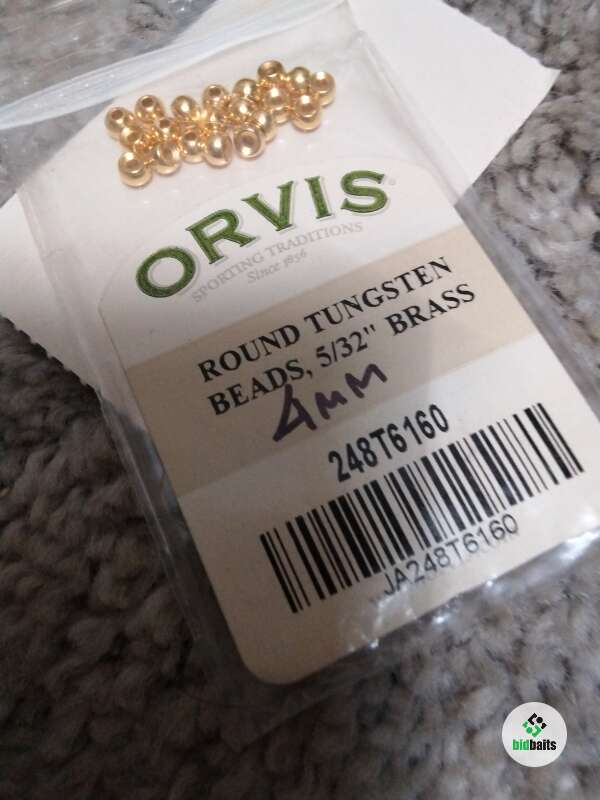 ORVIS®
SPORTING TRADITIONS
Since 1856
ROUND TUNGSTEN
BEADS, 5/32" BRASS
4MM
248T6160
JA248T6160
bidbaits